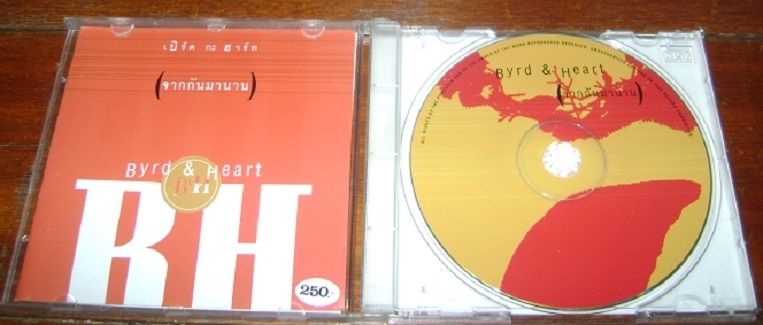 เบิร์ด กะ ฮาร์ท
(จากกันมานาน)
Byrd & Heart
B&H
BH
250.-
Byrd & Heart
(จากกันมานาน)